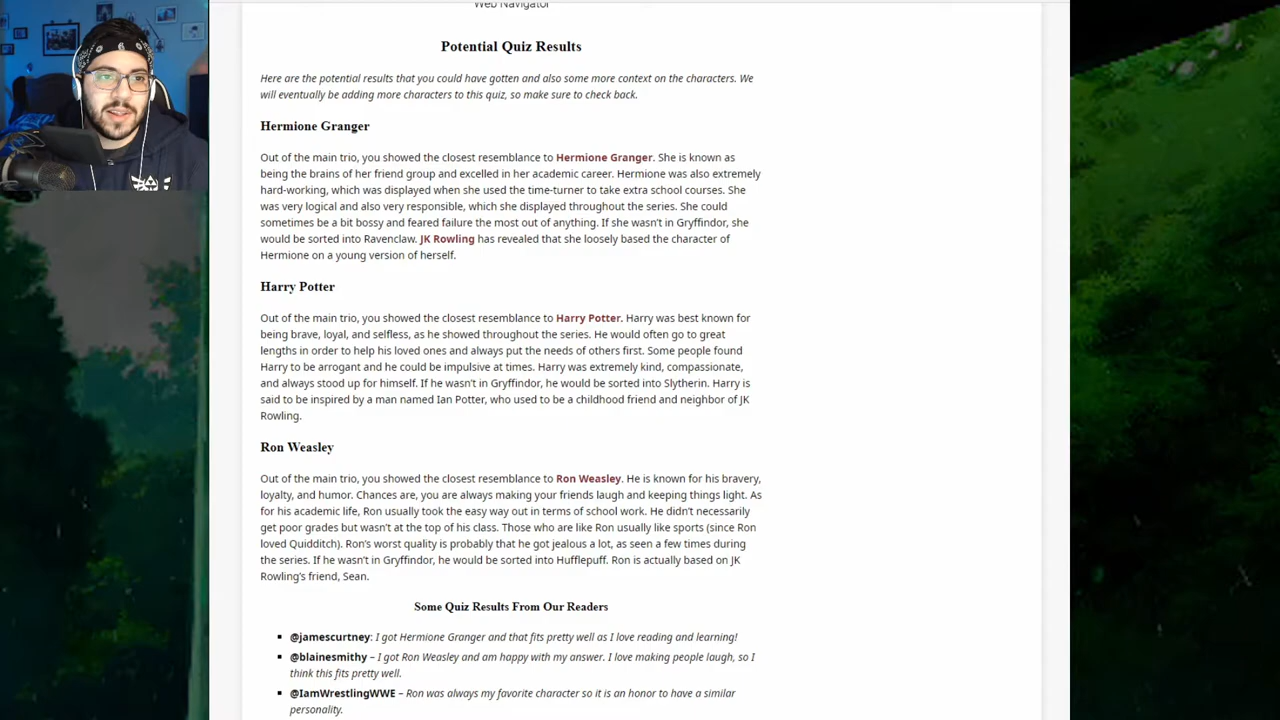 Web Navigator
Potential Quiz Results
Here are the potential results that you could have gotten and also some more context on the characters. We
will eventually be adding more characters to this quiz, so make sure to check back.
Hermione Granger
Out of the main trio, you showed the closest resemblance to Hermione Granger. She is known as
being the brains of her friend group and excelled in her academic career. Hermione was also extremely
hard-working, which was displayed when she used the time-turner to take extra school courses. She
was very logical and also very responsible, which she displayed throughout the series. She could
sometimes be a bit bossy and feared failure the most out of anything. If she wasn't in Gryffindor, she
would be sorted into Ravenclaw. JK Rowling has revealed that she loosely based the character of
Hermione on a young version of herself.
Harry Potter
Out of the main trio, you showed the closest resemblance to Harry Potter. Harry was best known for
being brave, loyal, and selfless, as he showed throughout the series. He would often go to great
lengths in order to help his loved ones and always put the needs of others first. Some people found
Harry to be arrogant and he could be impulsive at times. Harry was extremely kind, compassionate,
and always stood up for himself. If he wasn't in Gryffindor, he would be sorted into Slytherin. Harry is
said to be inspired by a man named Ian Potter, who used to be a childhood friend and neighbor of JK
Rowling.
Ron Weasley
Out of the main trio, you showed the closest resemblance to Ron Weasley. He is known for his bravery,
loyalty, and humor. Chances are, you are always making your friends laugh and keeping things light. As
for his academic life, Ron usually took the easy way out in terms of school work. He didn't necessarily
get poor grades but wasn't at the top of his class. Those who are like Ron usually like sports (since Ron
loved Quidditch). Ron's worst quality is probably that he got jealous a lot, as seen a few times during
the series. If he wasn't in Gryffindor, he would be sorted into Hufflepuff. Ron is actually based on JK
Rowling's friend, Sean.
Some Quiz Results From Our Readers
@jamescurtney: I got Hermione Granger and that fits pretty well as I love reading and learning!
@blainesmithy – I got Ron Weasley and am happy with my answer. I love making people laugh, so I
think this fits pretty well.
@IamWrestlingWWE – Ron was always my favorite character so it is an honor to have a similar
personality.